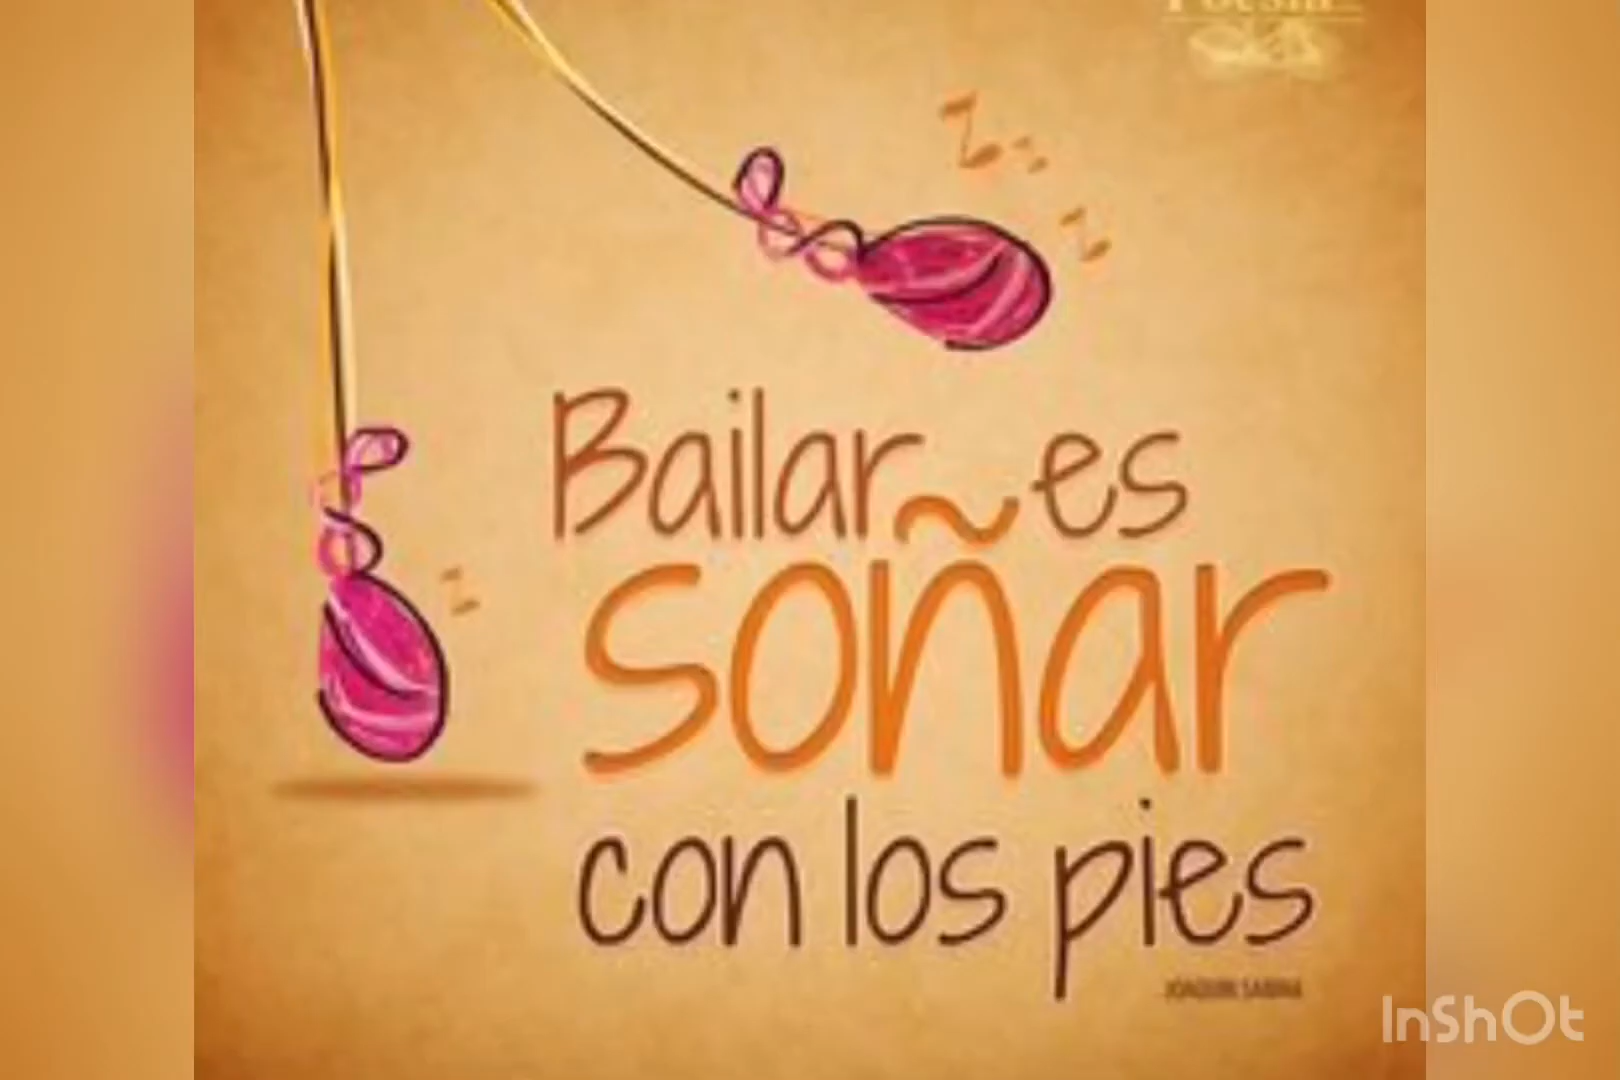 Bailar es
soñar
con los pies
JOAQUIN SABINA
InShOt